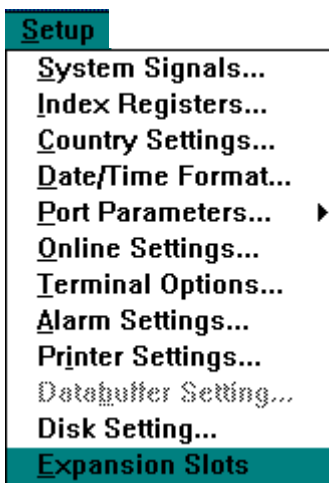 Setup
System Signals...
Index Registers...
Country Settings...
Date/Time Format...
Port Parameters...
Online Settings...
Terminal Options...
Alarm Settings...
Printer Settings...
Databuffer Setting...
Disk Setting...
Expansion Slots